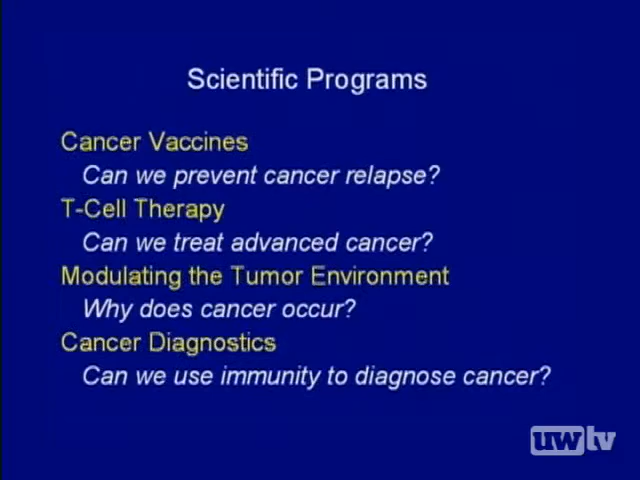 Scientific Programs
Cancer Vaccines
Can we prevent cancer relapse?
T-Cell Therapy
Can we treat advanced cancer?
Modulating the Tumor Environment
Why does cancer occur?
Cancer Diagnostics
Can we use immunity to diagnose cancer?
uwtv